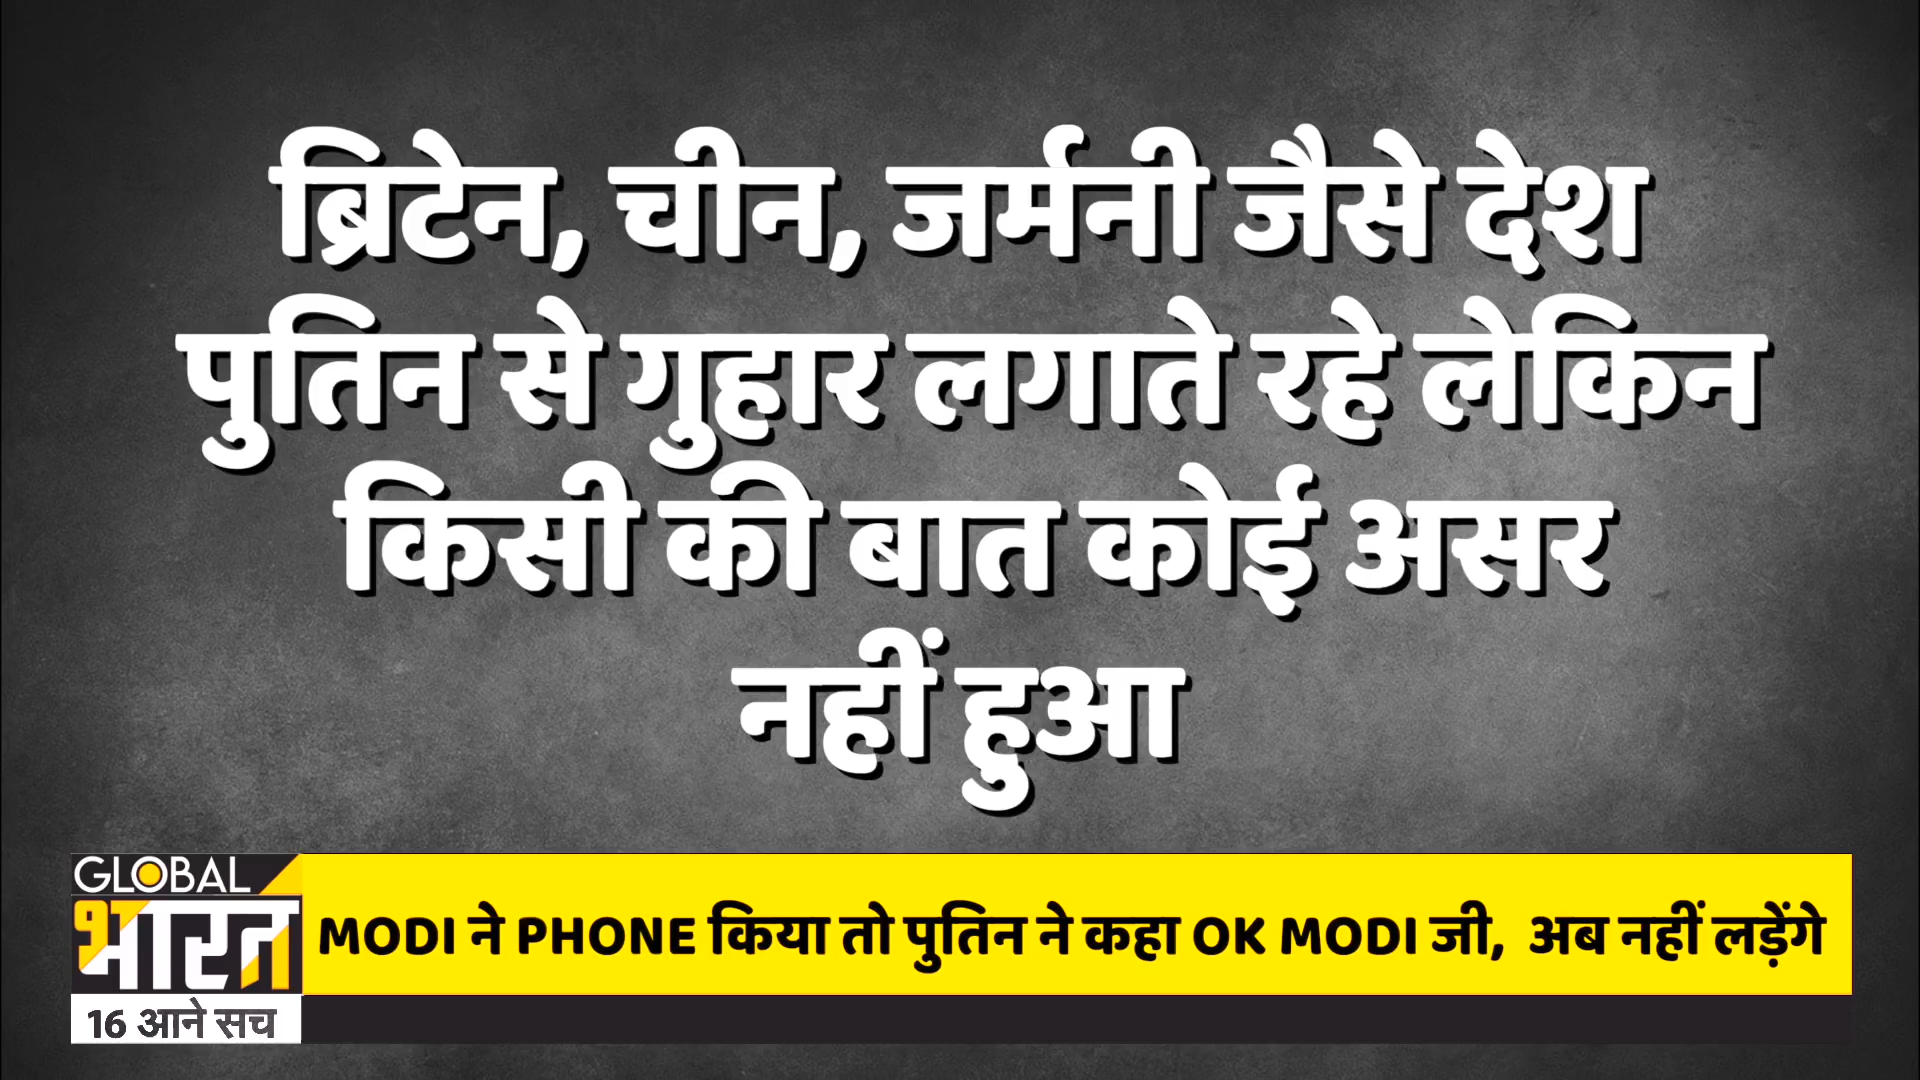 ब्रिटेन, चीन, जर्मनी जैसे देश
पुतिन से गुहार लगाते रहे लेकिन
किसी की बात कोई असर
नहीं हुआ
GLOBAL
भारत
16 आने सच
MODI ने PHONE किया तो पुतिन ने कहा OK MODI जी, अब नहीं लड़ेंगे